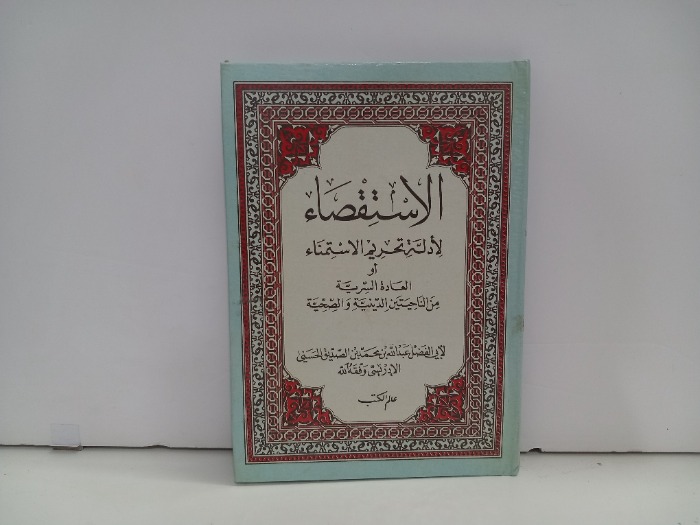 الاستقصاء
لأدلة تحريم الاستمناء
أو
العادة السرية
من الناحيتين الدينية والصحية
لأبي الفضل عبد الله بن محمد بن الصديق الحسيني
الإدريسي وفقه الله
عالم الكتب